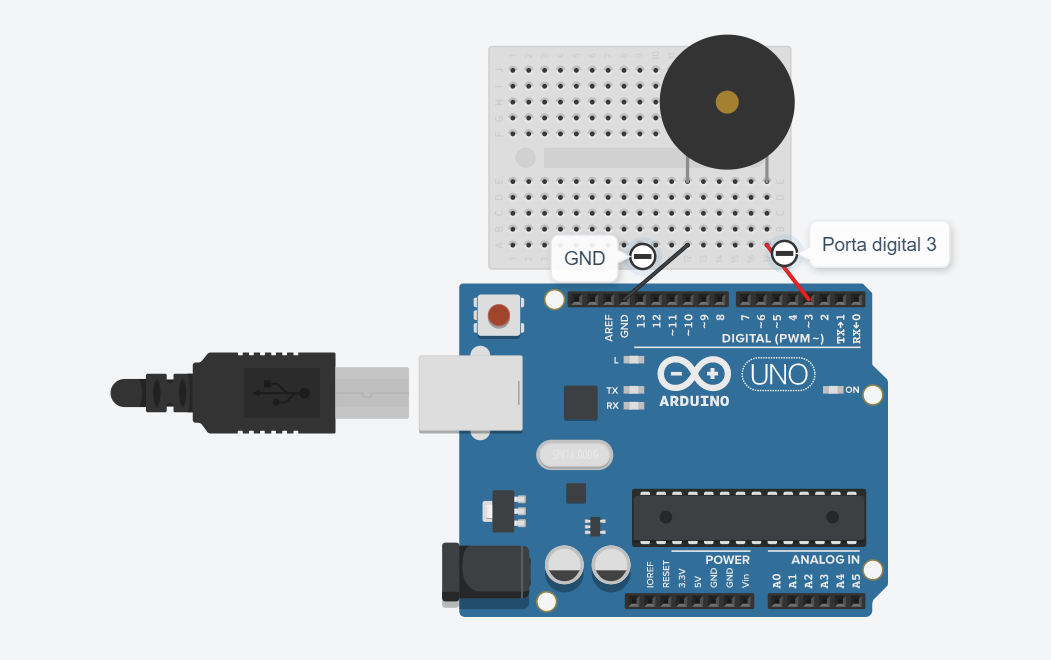 GND
Porta digital 3
AREF
GND
13
12
~11
~10
~9
8
7
~6
~5
4
~3
2
TX→1
RX←0
DIGITAL (PWM~)
L
TX
RX
UNO
ARDUINO
ON
POWER
ANALOG IN
IOREF
RESET
3.3V
5V
GND
GND
Vin
A0
A1
A2
A3
A4
A5